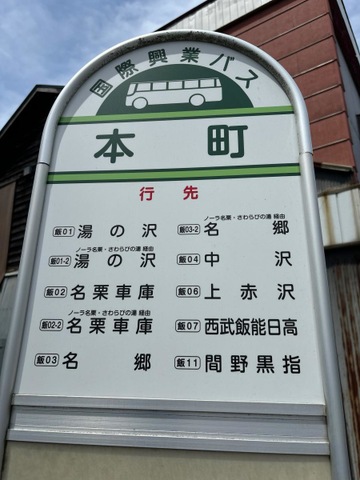 国際興業バス
本町
行先
飯01 湯の沢
ノーラ名栗・さわらびの湯 経由
飯01-2 湯の沢
飯02 名栗車庫
ノーラ名栗・さわらびの湯 経由
飯02-2 名栗車庫
飯03 名郷
ノーラ名栗・さわらびの湯 経由
飯03-2 名郷
飯04 中沢
飯06 上赤沢
飯07 西武飯能日高
飯11 間野黒指